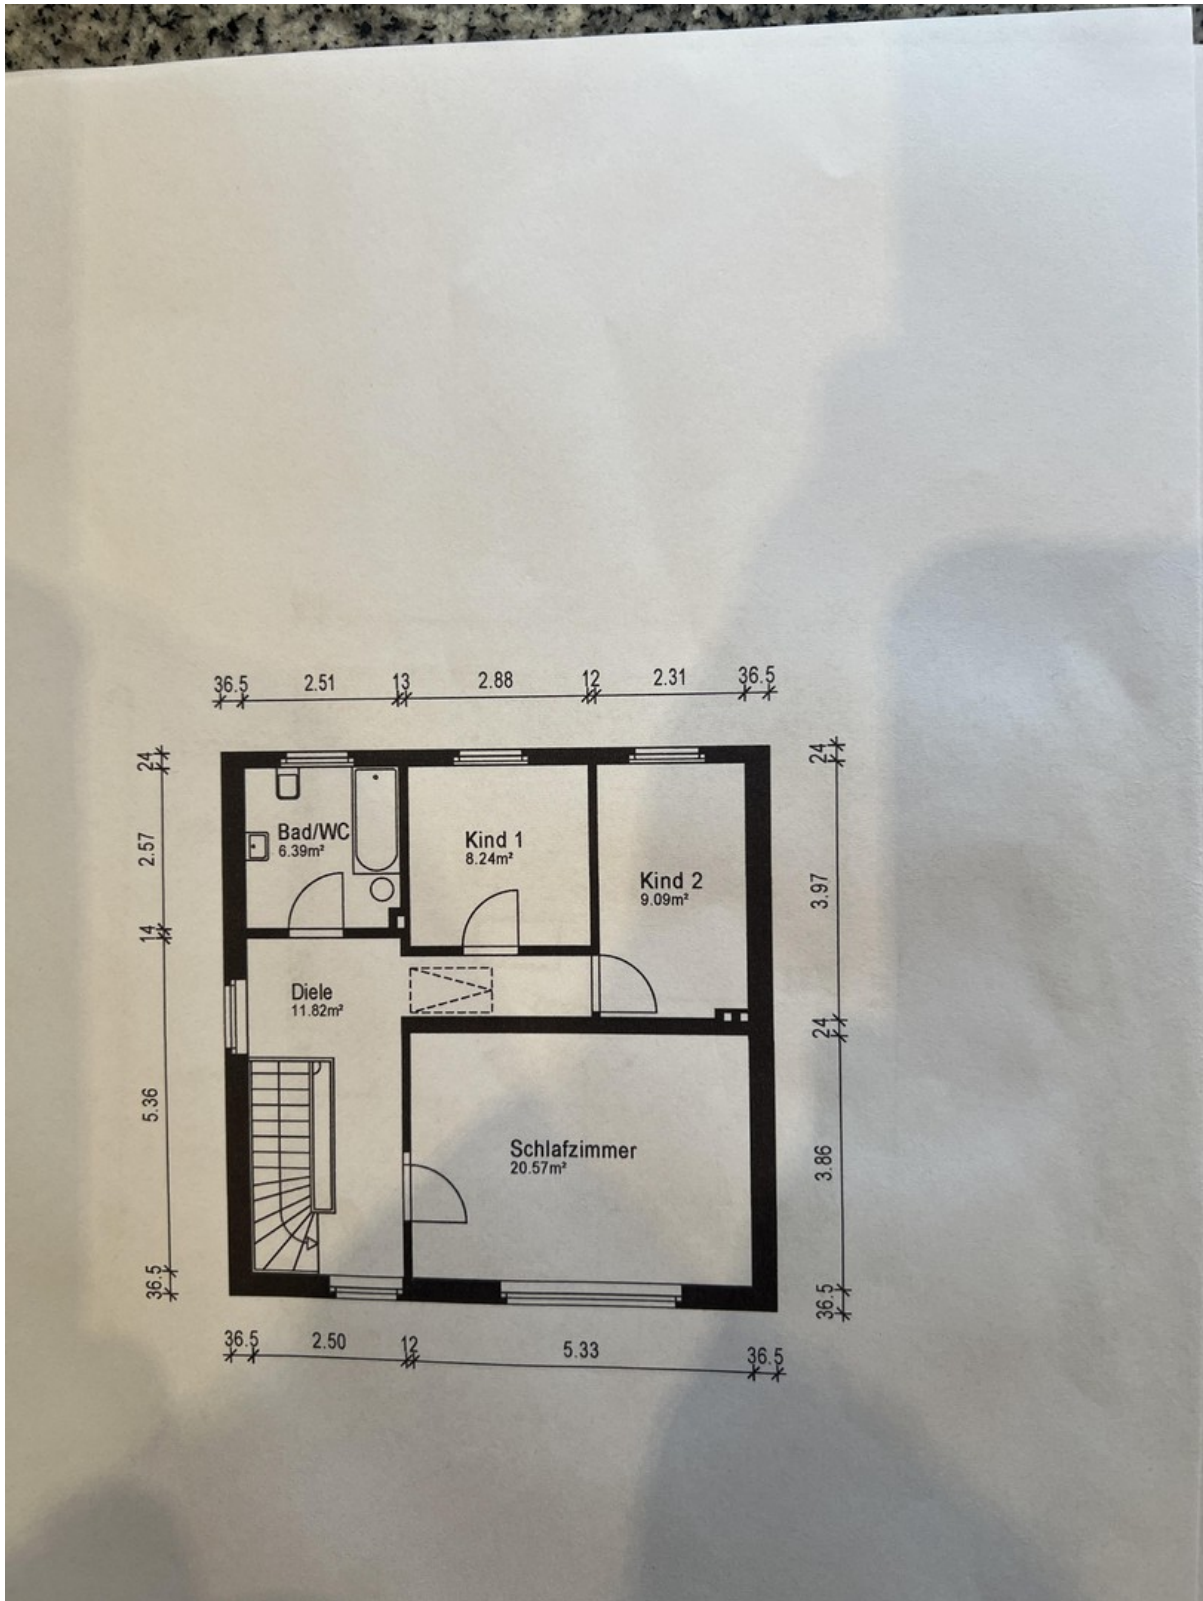 36.5 2.51 13 2.88 12 2.31 36.5
24
2.57
14
5.36
36.5
24
3.97
24
3.86
36.5
Bad/WC
6.39m²
Kind 1
8.24m²
Kind 2
9.09m²
Diele
11.82m²
Schlafzimmer
20.57m²
36.5 2.50 12 5.33 36.5